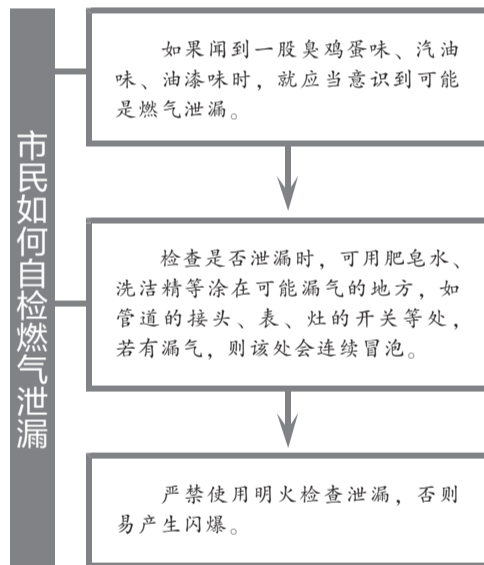 市民如何自检燃气泄漏
如果闻到一股臭鸡蛋味、汽油
味、油漆味时，就应当意识到可能
是燃气泄漏。
检查是否泄漏时，可用肥皂水、
洗洁精等涂在可能漏气的地方，如
管道的接头、表、灶的开关等处，
若有漏气，则该处会连续冒泡。
严禁使用明火检查泄漏，否则
易产生闪爆。